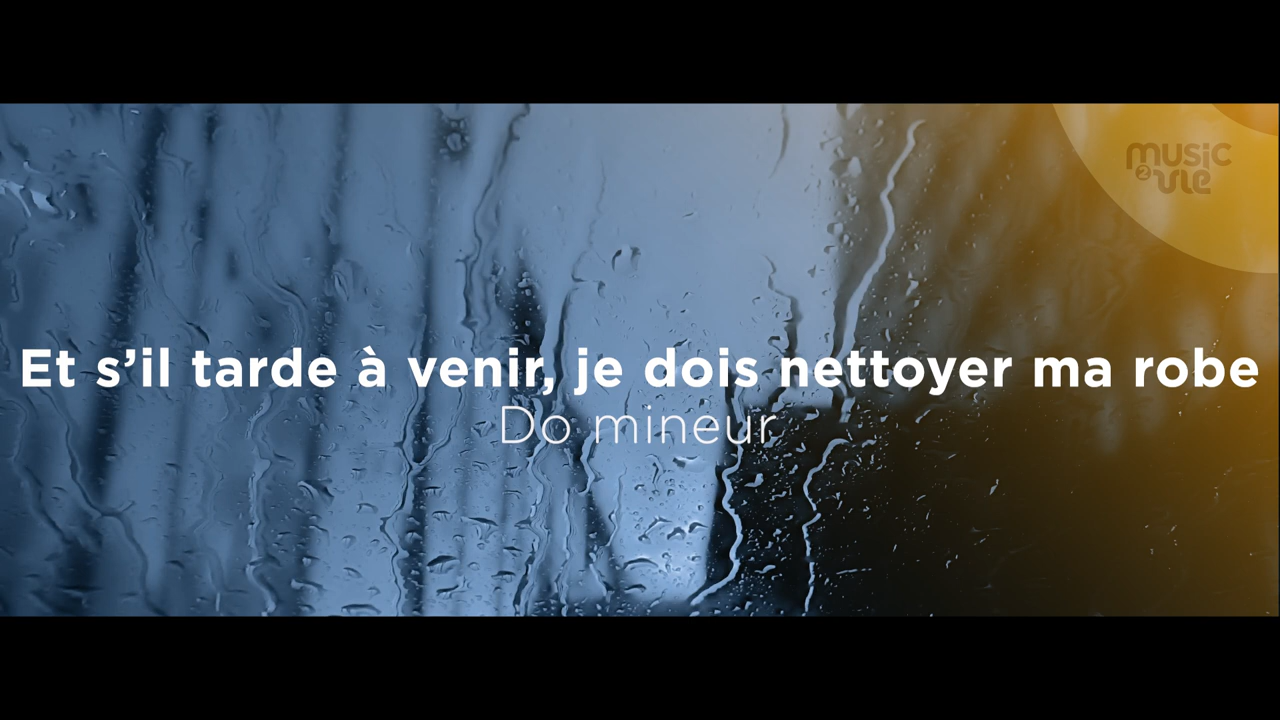 music
2 vie
Et s’il tarde à venir, je dois nettoyer ma robe
Do mineur